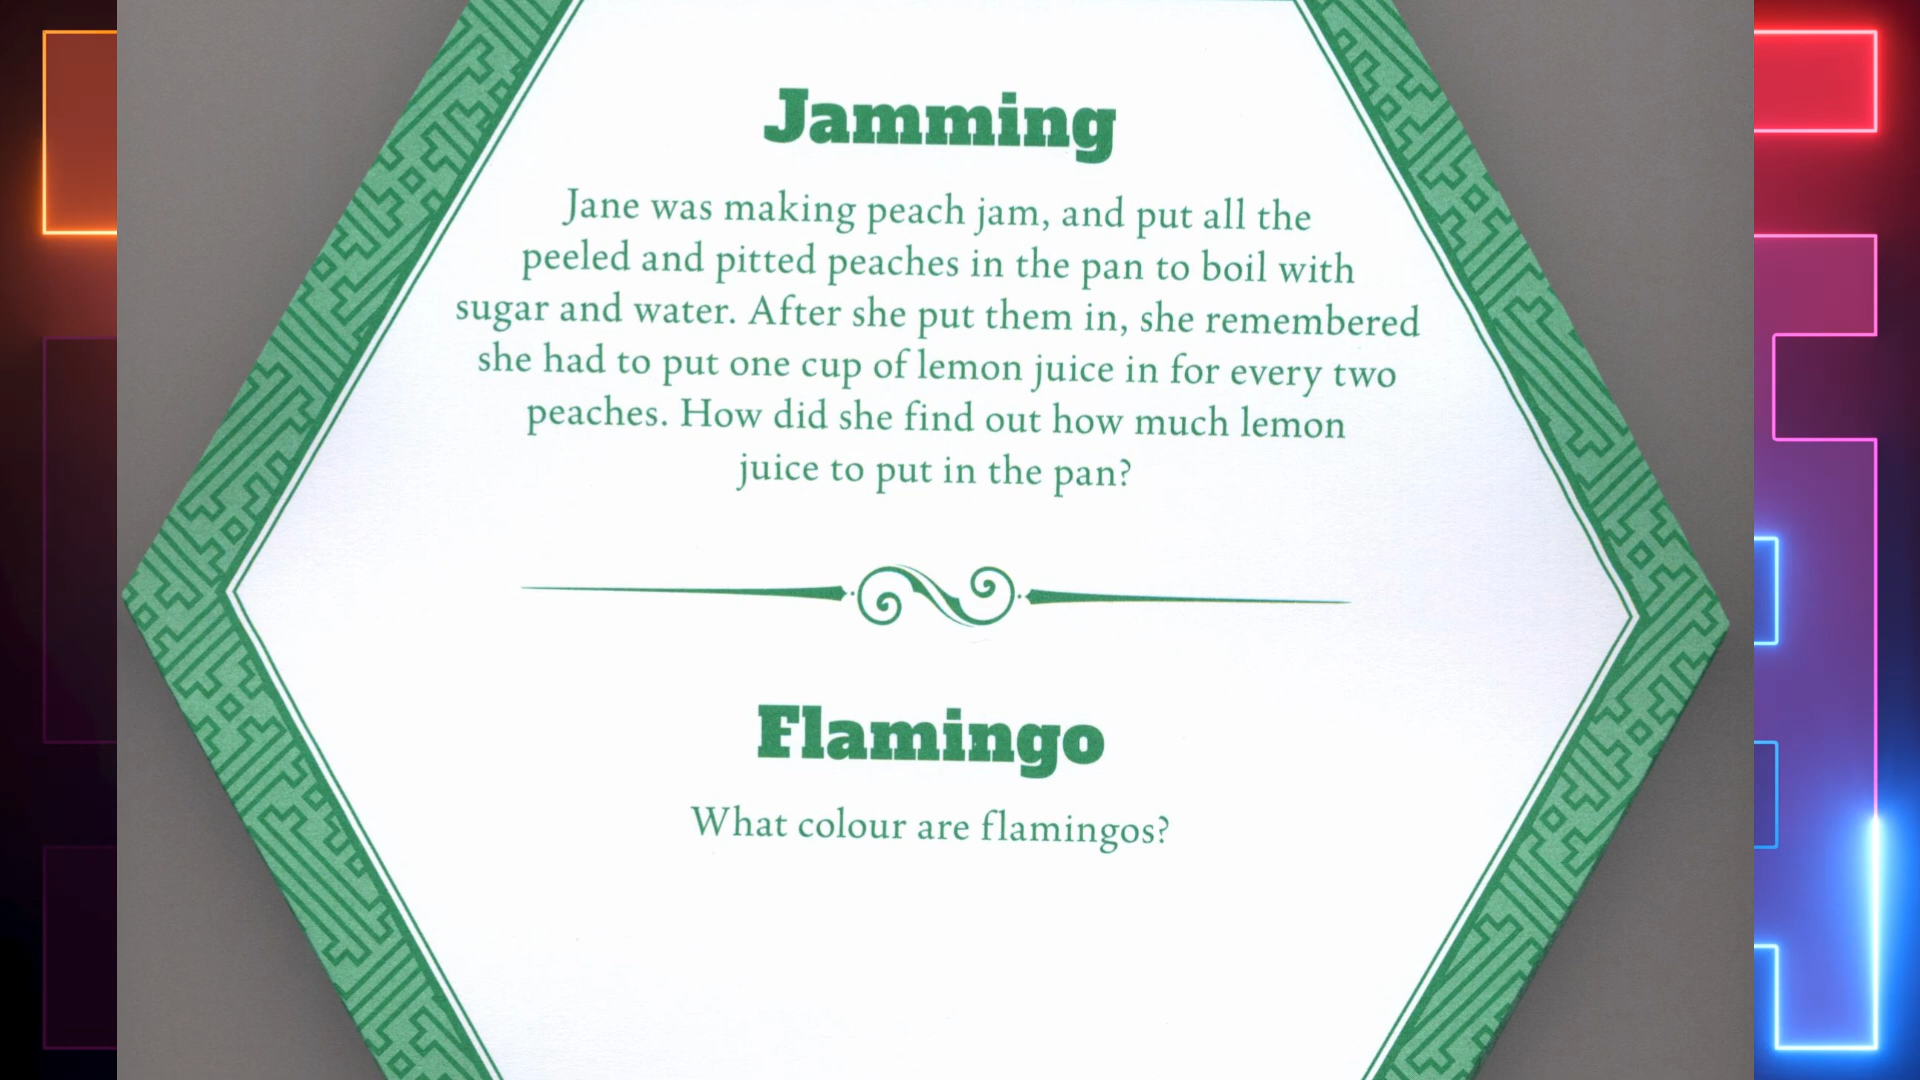 Jamming
Jane was making peach jam, and put all the
peeled and pitted peaches in the pan to boil with
sugar and water. After she put them in, she remembered
she had to put one cup of lemon juice in for every two
peaches. How did she find out how much lemon
juice to put in the pan?
Flamingo
What colour are flamingos?